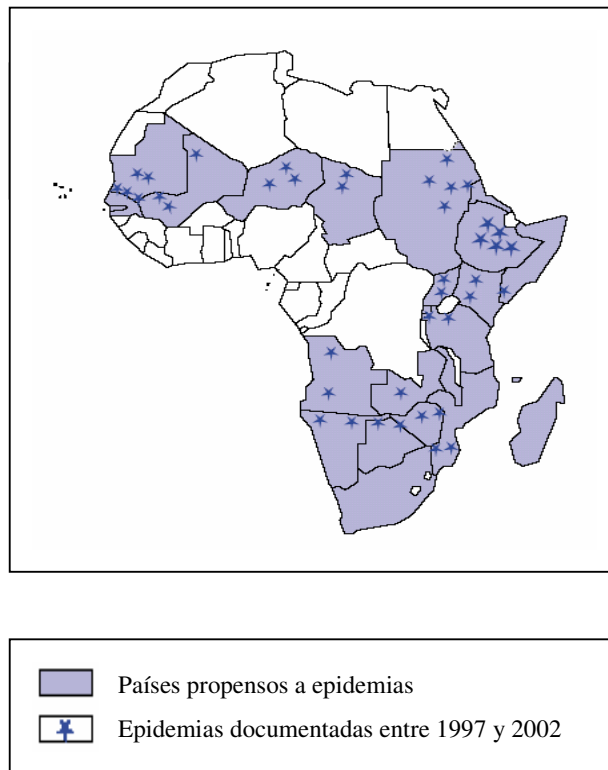 Países propensos a epidemias
Epidemias documentadas entre 1997 y 2002